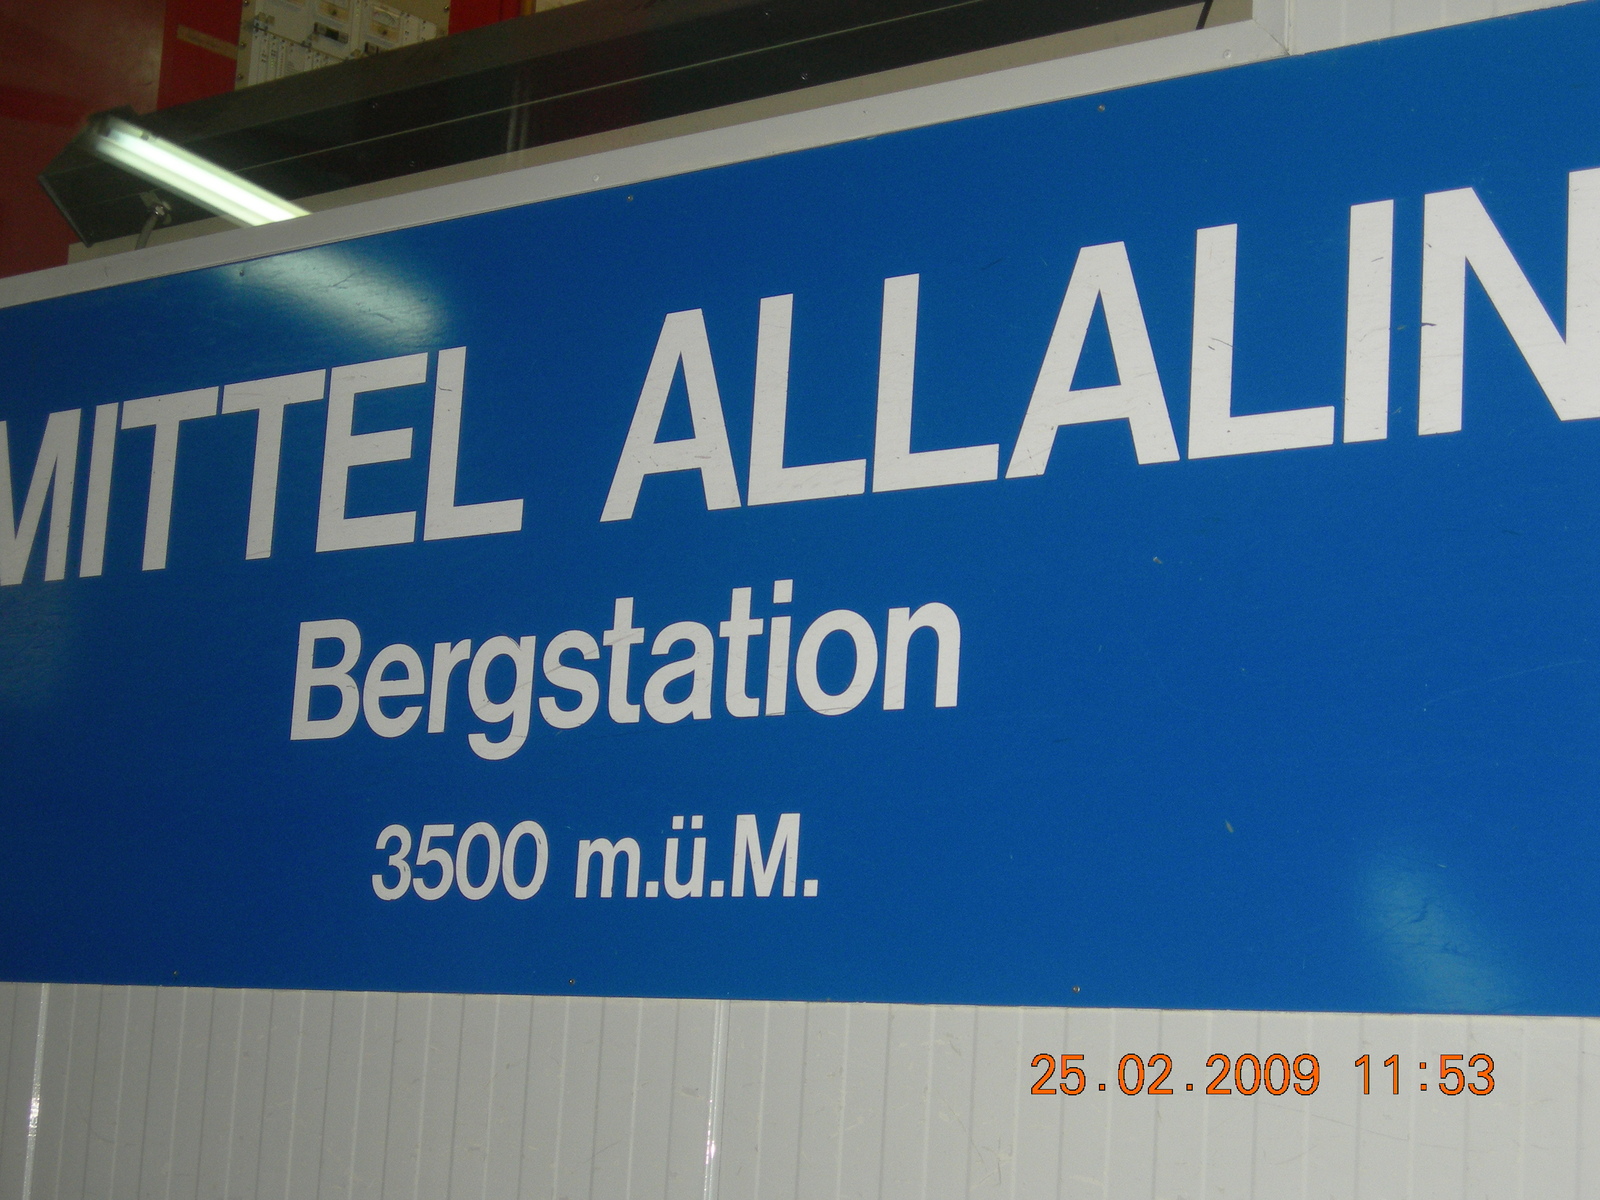 MITTEL ALLALIN
Bergstation
3500 m.ü.M.
25.02.2009 11:53